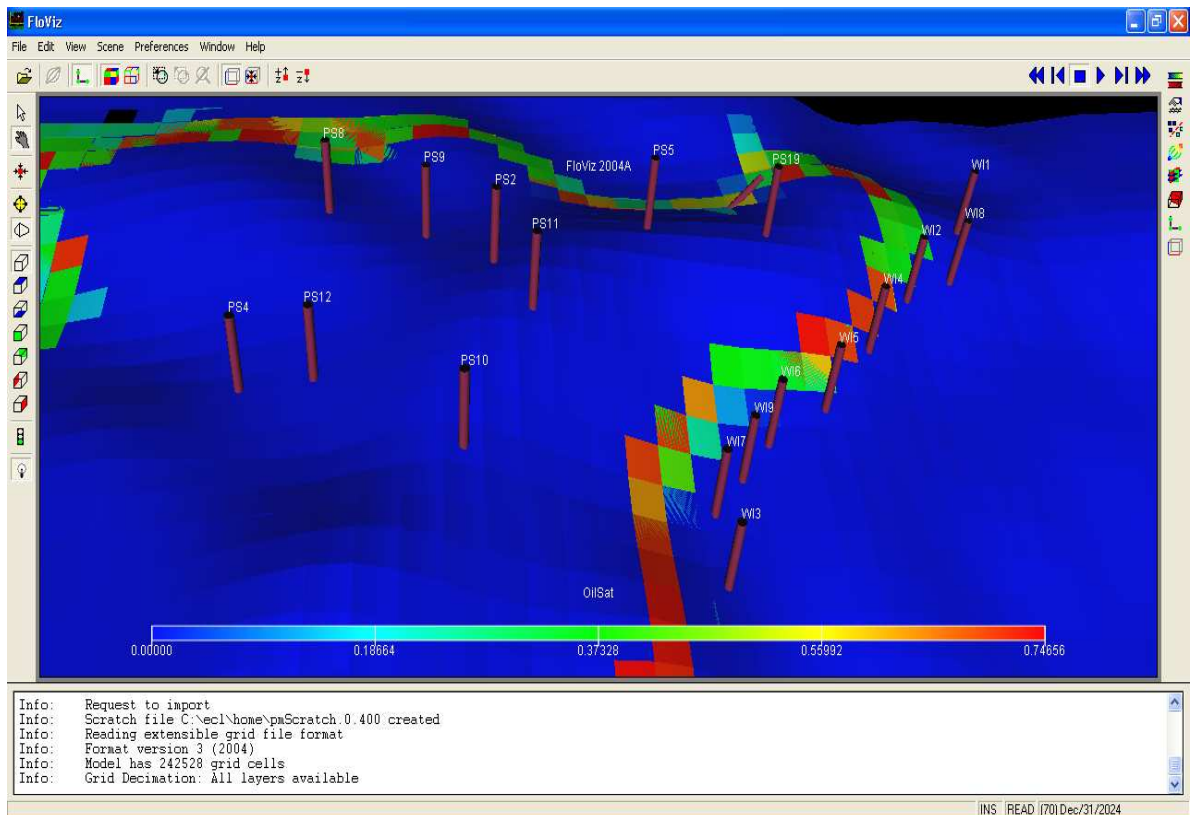 FloViz
File Edit View Scene Preferences Window Help
PS8
PS9
PS2
PS11
FloViz 2004A
PS5
PS19
WI1
WI8
WI2
WI4
WI5
WI6
WI9
WI7
WI3
PS4
PS12
PS10
OilSat
0.00000 0.18664 0.37328 0.55992 0.74656
Info: Request to import
Info: Scratch file C:\ecl\home\pmScratch.0.400 created
Info: Reading extensible grid file format
Info: Format version 3 (2004)
Info: Model has 242528 grid cells
Info: Grid Decimation: All layers available
INS READ (70) Dec/31/2024